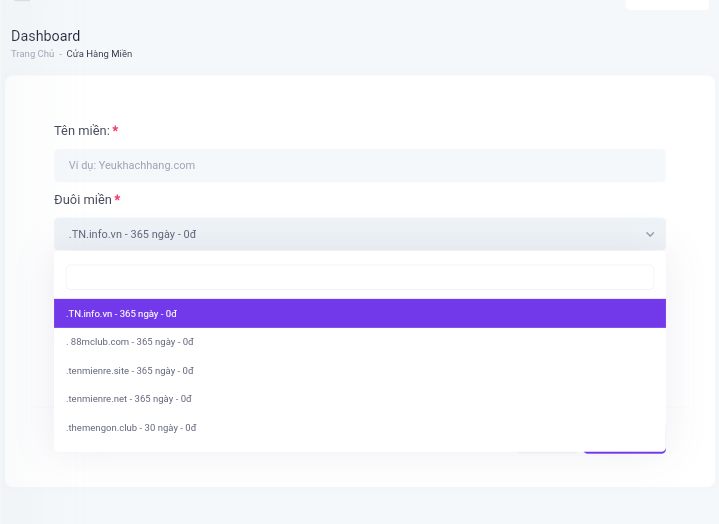 Dashboard
Trang Chủ - Cửa Hàng Miền
Tên miền: *
Ví dụ: Yeukhachhang.com
Đuôi miền *
.TN.info.vn - 365 ngày - 0đ
.TN.info.vn - 365 ngày - 0đ
. 88mclub.com - 365 ngày - 0đ
.tenmienre.site - 365 ngày - 0đ
.tenmienre.net - 365 ngày - 0đ
.themengon.club - 30 ngày - 0đ